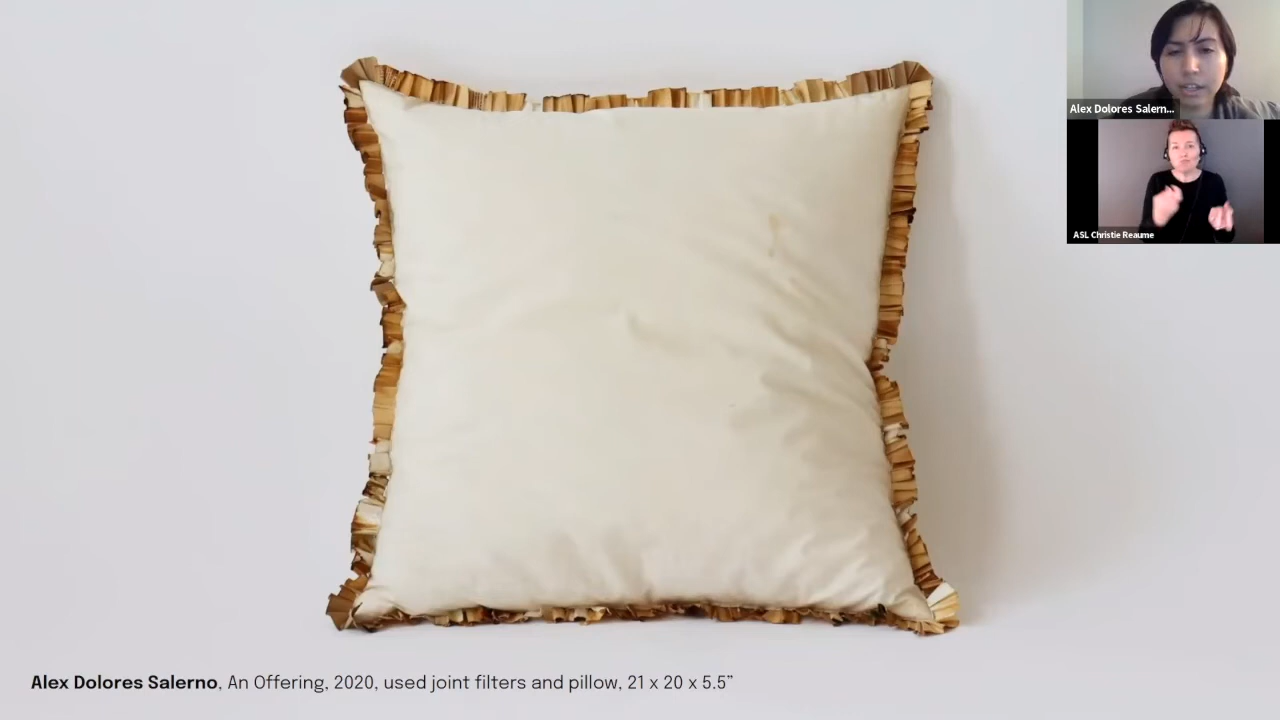 Alex Dolores Salern...
ASL Christie Reaume
Alex Dolores Salerno, An Offering, 2020, used joint filters and pillow, 21 x 20 x 5.5”